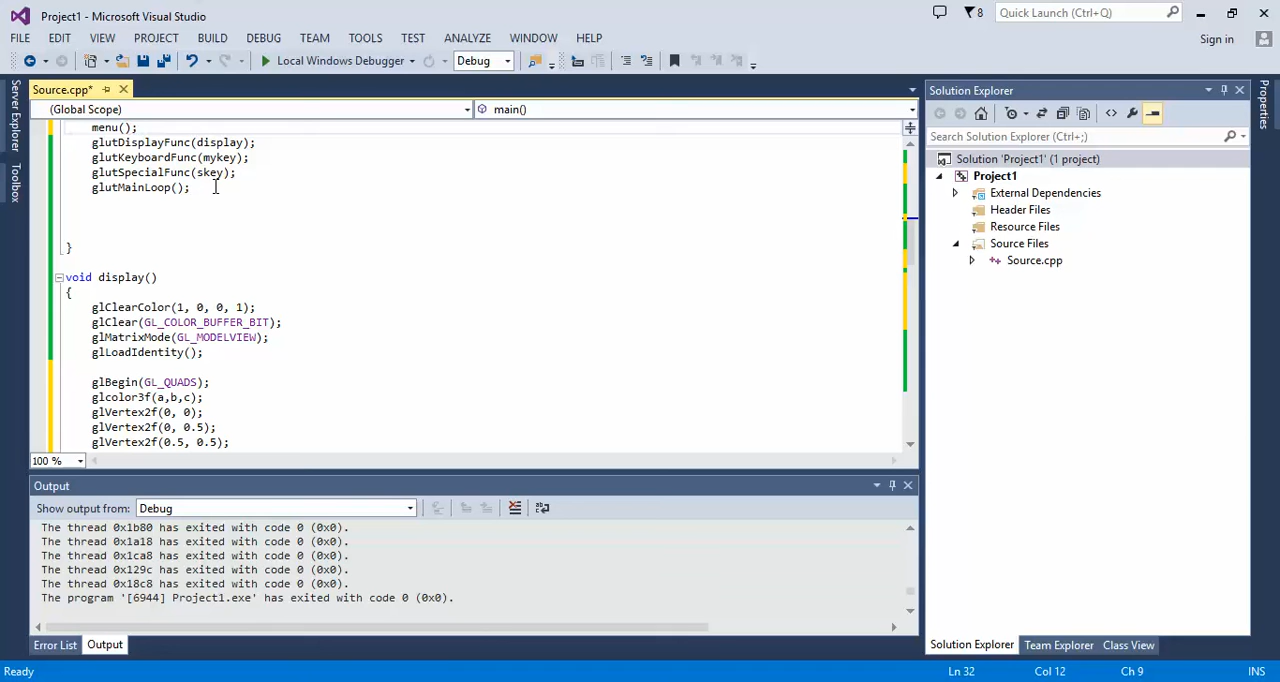 Project1 - Microsoft Visual Studio
8
Quick Launch (Ctrl+Q)
FILE EDIT VIEW PROJECT BUILD DEBUG TEAM TOOLS TEST ANALYZE WINDOW HELP
Sign in
Local Windows Debugger
Debug
Server Explorer
Toolbox
Source.cpp*
(Global Scope)
main()
menu();
glutDisplayFunc(display);
glutKeyboardFunc(mykey);
glutSpecialFunc(skey);
glutMainLoop();
}
void display()
{
glClearColor(1, 0, 0, 1);
glClear(GL_COLOR_BUFFER_BIT);
glMatrixMode(GL_MODELVIEW);
glLoadIdentity();
glBegin(GL_QUADS);
glcolor3f(a,b,c);
glVertex2f(0, 0);
glVertex2f(0, 0.5);
glVertex2f(0.5, 0.5);
100 %
Output
Show output from: Debug
The thread 0x1b80 has exited with code 0 (0x0).
The thread 0x1a18 has exited with code 0 (0x0).
The thread 0x1ca8 has exited with code 0 (0x0).
The thread 0x129c has exited with code 0 (0x0).
The thread 0x18c8 has exited with code 0 (0x0).
The program '[6944] Project1.exe' has exited with code 0 (0x0).
Error List Output
Solution Explorer
Search Solution Explorer (Ctrl+;)
Solution 'Project1' (1 project)
Project1
External Dependencies
Header Files
Resource Files
Source Files
Source.cpp
Solution Explorer Team Explorer Class View
Properties
Ready
Ln 32
Col 12
Ch 9
INS